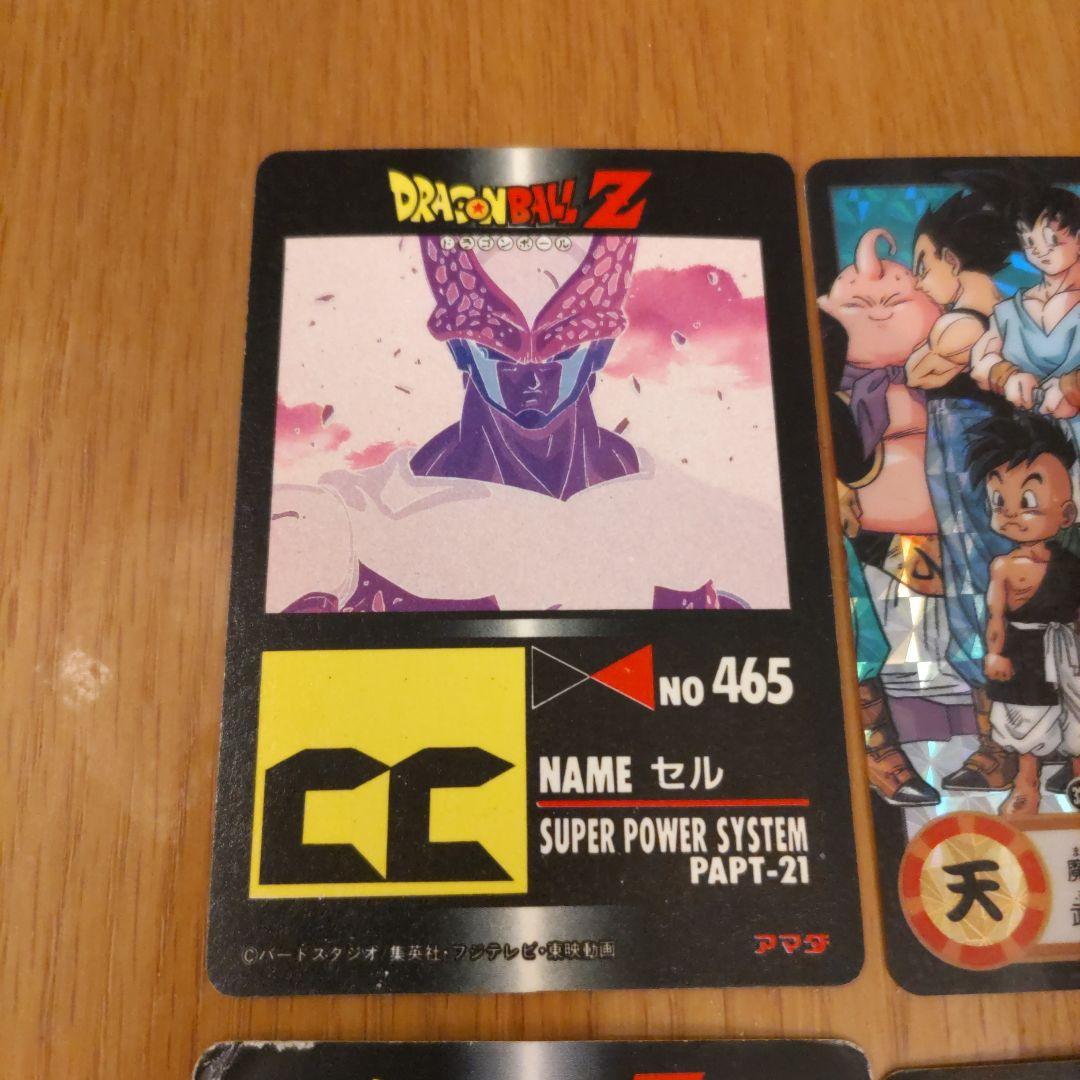 DRAGON BALL Z
ドラゴンボール
NO 465
NAME セル
SUPER POWER SYSTEM
PAPT-21
CC
©バードスタジオ/集英社・フジテレビ・東映動画
アマダ
天
魔